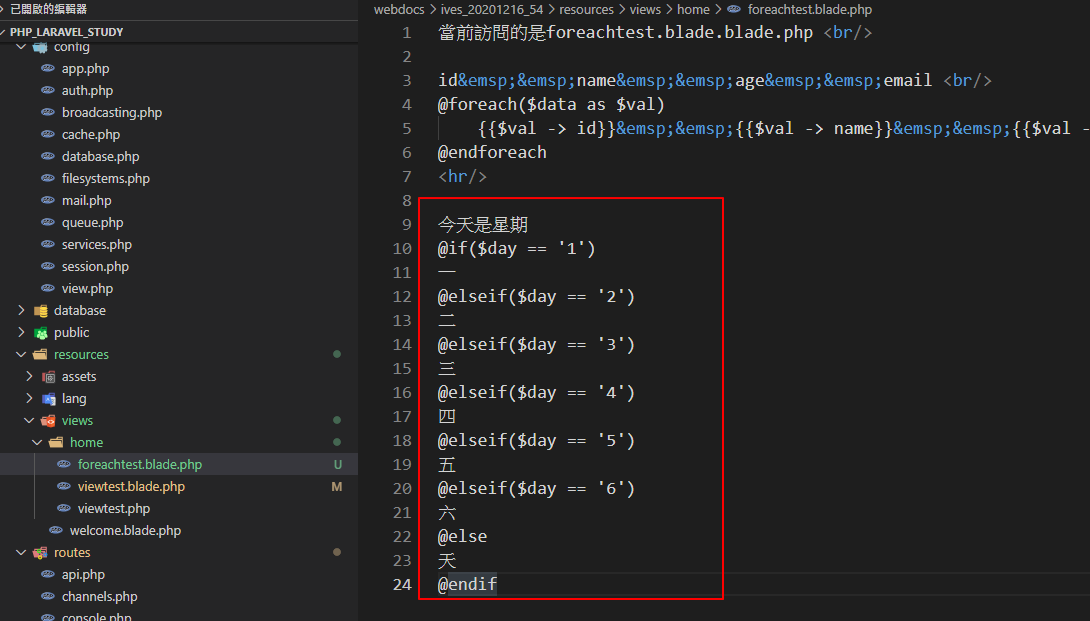 已開啟的編輯器
PHP_LARAVEL_STUDY
config
app.php
auth.php
broadcasting.php
cache.php
database.php
filesystems.php
mail.php
queue.php
services.php
session.php
view.php
database
public
resources
assets
lang
views
home
foreachtest.blade.php U
viewtest.blade.php M
viewtest.php
welcome.blade.php
routes
api.php
channels.php
console.php
webdocs > ives_20201216_54 > resources > views > home > foreachtest.blade.php
1 當前訪問的是foreachtest.blade.blade.php <br/>
2
3 id&emsp;&emsp;name&emsp;&emsp;age&emsp;&emsp;email <br/>
4 @foreach($data as $val)
5 {{$val -> id}}&emsp;&emsp;{{$val -> name}}&emsp;&emsp;{{$val -
6 @endforeach
7 <hr/>
8
9 今天是星期
10 @if($day == '1')
11 一
12 @elseif($day == '2')
13 二
14 @elseif($day == '3')
15 三
16 @elseif($day == '4')
17 四
18 @elseif($day == '5')
19 五
20 @elseif($day == '6')
21 六
22 @else
23 天
24 @endif